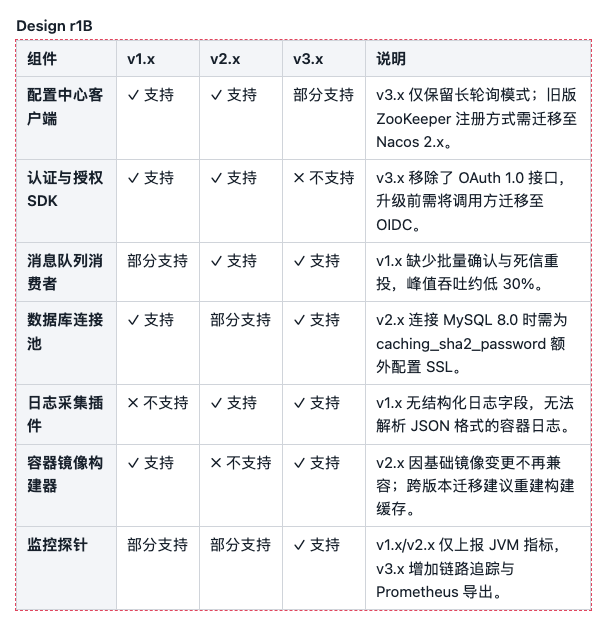 Design r1B
组件 v1.x v2.x v3.x 说明
配置中心客 ✓ 支持 ✓ 支持 部分支持 v3.x 仅保留长轮询模式；旧版
户端 ZooKeeper 注册方式需迁移至
Nacos 2.x。
认证与授权 ✓ 支持 ✓ 支持 ✕ 不支持 v3.x 移除了 OAuth 1.0 接口，
SDK 升级前需将调用方迁移至
OIDC。
消息队列消 部分支持 ✓ 支持 ✓ 支持 v1.x 缺少批量确认与死信重
费者 投，峰值吞吐约低 30%。
数据库连接 ✓ 支持 部分支持 ✓ 支持 v2.x 连接 MySQL 8.0 时需为
池 caching_sha2_password 额
外配置 SSL。
日志采集插 ✕ 不支持 ✓ 支持 ✓ 支持 v1.x 无结构化日志字段，无法
件 解析 JSON 格式的容器日志。
容器镜像构 ✓ 支持 ✕ 不支持 ✓ 支持 v2.x 因基础镜像变更不再兼
建器 容；跨版本迁移建议重建构建
缓存。
监控探针 部分支持 部分支持 ✓ 支持 v1.x/v2.x 仅上报 JVM 指标，
v3.x 增加链路追踪与
Prometheus 导出。